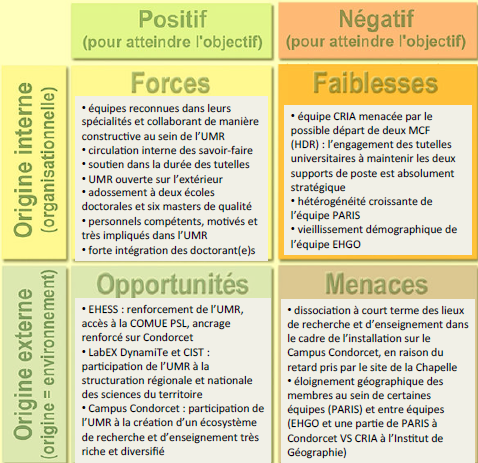 Positif
(pour atteindre l'objectif)
Négatif
(pour atteindre l'objectif)
Origine interne
(organisationnelle)
Forces
• équipes reconnues dans leurs
spécialités et collaborant de manière
constructive au sein de l'UMR
• circulation interne des savoir-faire
• soutien dans la durée des tutelles
• UMR ouverte sur l'extérieur
• adossement à deux écoles
doctorales et six masters de qualité
• personnels compétents, motivés et
très impliqués dans l'UMR
• forte intégration des doctorant(e)s
Faiblesses
• équipe CRIA menacée par le
possible départ de deux MCF
(HDR) : l'engagement des tutelles
universitaires à maintenir les deux
supports de poste est absolument
stratégique
• hétérogénéité croissante de
l'équipe PARIS
• vieillissement démographique de
l'équipe EHGO
Origine externe
(origine = environnement)
Opportunités
• EHESS : renforcement de l'UMR,
accès à la COMUE PSL, ancrage
renforcé sur Condorcet
• LabEX DynamiTe et CIST :
participation de l'UMR à la
structuration régionale et nationale
des sciences du territoire
• Campus Condorcet : participation de
l'UMR à la création d'un écosystème
de recherche et d'enseignement très
riche et diversifié
Menaces
• dissociation à court terme des lieux
de recherche et d'enseignement dans
le cadre de l'installation sur le
Campus Condorcet, en raison du
retard pris par le site de la Chapelle
• éloignement géographique des
membres au sein de certaines
équipes (PARIS) et entre équipes
(EHGO et une partie de PARIS à
Condorcet VS CRIA à l'Institut de
Géographie)